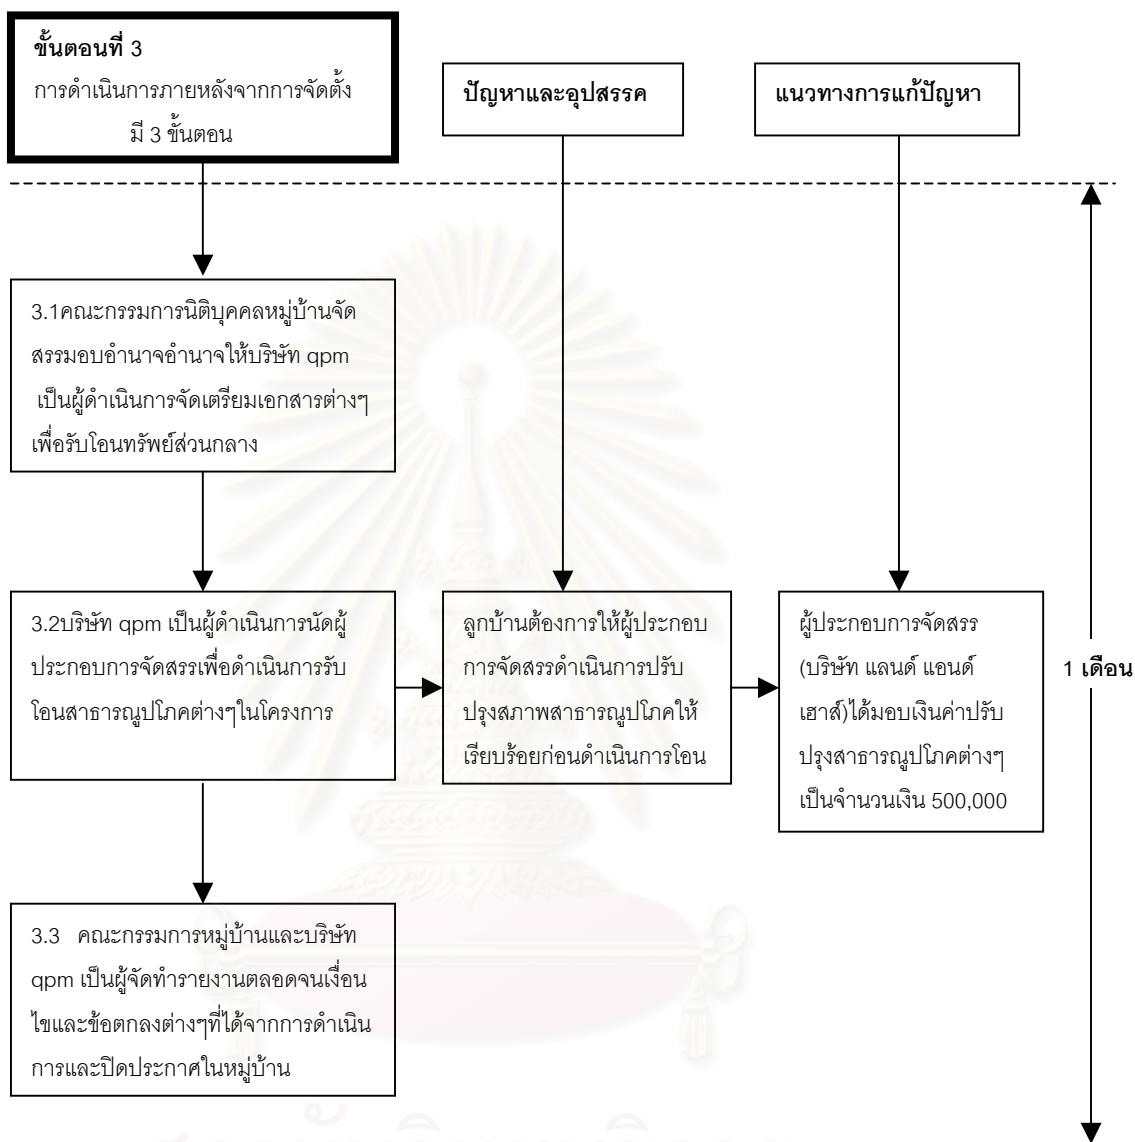 ขั้นตอนที่ 3
การดำเนินการภายหลังจากการจัดตั้ง
มี 3 ขั้นตอน
ปัญหาและอุปสรรค
แนวทางการแก้ปัญหา
3.1คณะกรรมการนิติบุคคลหมู่บ้านจัด
สรรมอบอำนาจอำนาจให้บริษัท qpm
เป็นผู้ดำเนินการจัดเตรียมเอกสารต่างๆ
เพื่อรับโอนทรัพย์ส่วนกลาง
3.2บริษัท qpm เป็นผู้ดำเนินการนัดผู้
ประกอบการจัดสรรเพื่อดำเนินการรับ
โอนสาธารณูปโภคต่างๆในโครงการ
ลูกบ้านต้องการให้ผู้ประกอบ
การจัดสรรดำเนินการปรับ
ปรุงสภาพสาธารณูปโภคให้
เรียบร้อยก่อนดำเนินการโอน
ผู้ประกอบการจัดสรร
(บริษัท แลนด์ แอนด์
เฮาส์)ได้มอบเงินค่าปรับ
ปรุงสาธารณูปโภคต่างๆ
เป็นจำนวนเงิน 500,000
1 เดือน
3.3 คณะกรรมการหมู่บ้านและบริษัท
qpm เป็นผู้จัดทำรายงานตลอดจนเงื่อน
ไขและข้อตกลงต่างๆที่ได้จากการดำเนิน
การและปิดประกาศในหมู่บ้าน